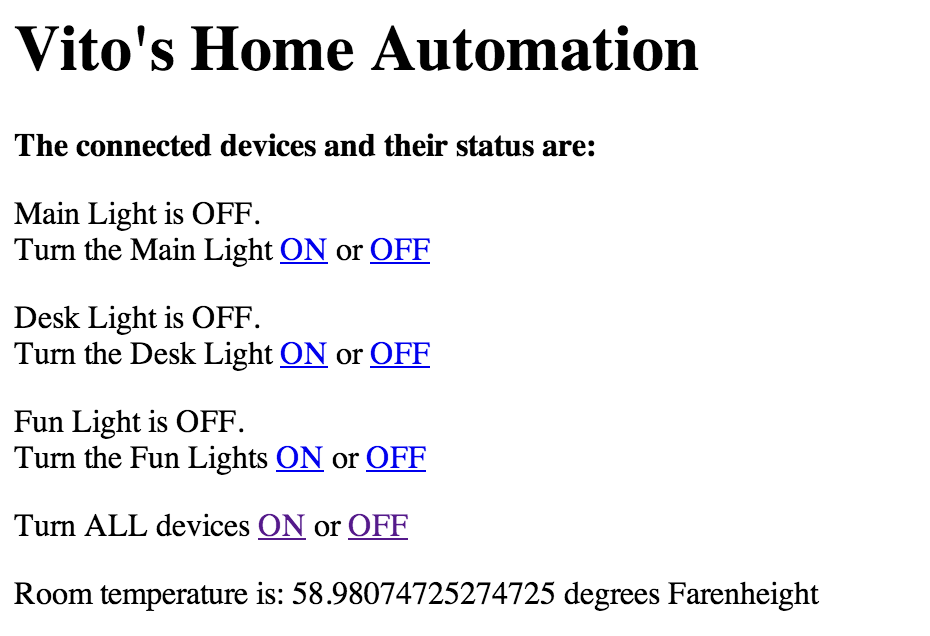 Vito's Home Automation
The connected devices and their status are:
Main Light is OFF.
Turn the Main Light ON or OFF
Desk Light is OFF.
Turn the Desk Light ON or OFF
Fun Light is OFF.
Turn the Fun Lights ON or OFF
Turn ALL devices ON or OFF
Room temperature is: 58.98074725274725 degrees Farenheight